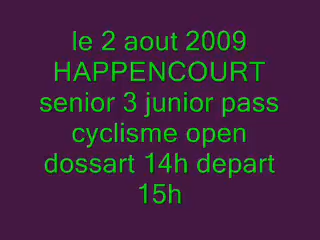 le 2 aout 2009
HAPPENCOURT
senior 3 junior pass
cyclisme open
dossart 14h depart
15h